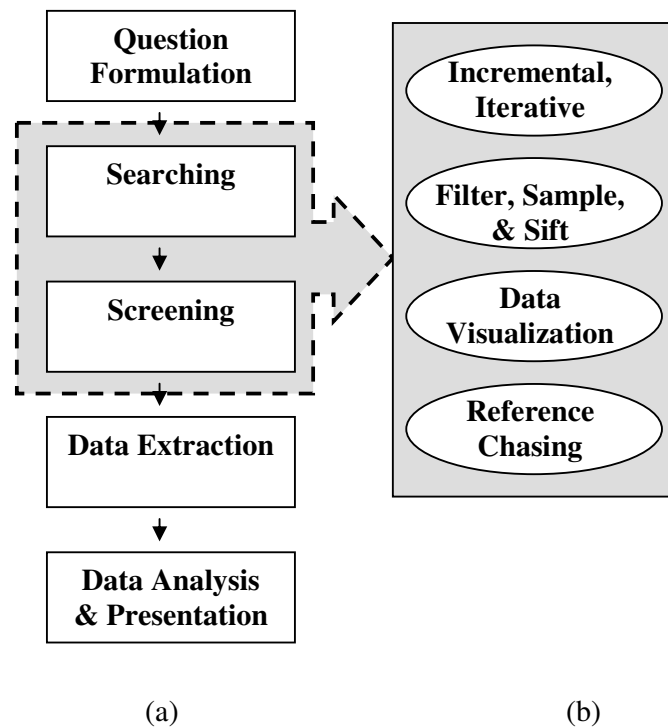 Question
Formulation
Searching
Screening
Data Extraction
Data Analysis
& Presentation
(a)
Incremental,
Iterative
Filter, Sample,
& Sift
Data
Visualization
Reference
Chasing
(b)